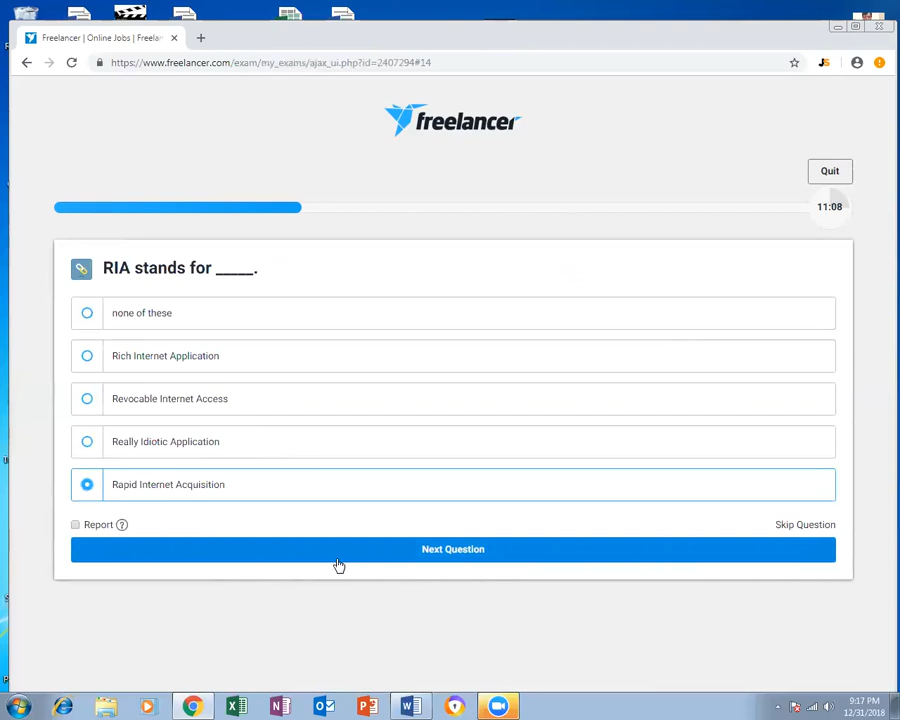 Freelancer | Online Jobs | Freelan
https://www.freelancer.com/exam/my_exams/ajax_ui.php?id=2407294#14
JS
freelancer
Quit
11:08
RIA stands for _____.
none of these
Rich Internet Application
Revocable Internet Access
Really Idiotic Application
Rapid Internet Acquisition
Report ?
Skip Question
Next Question
9:17 PM
12/31/2018